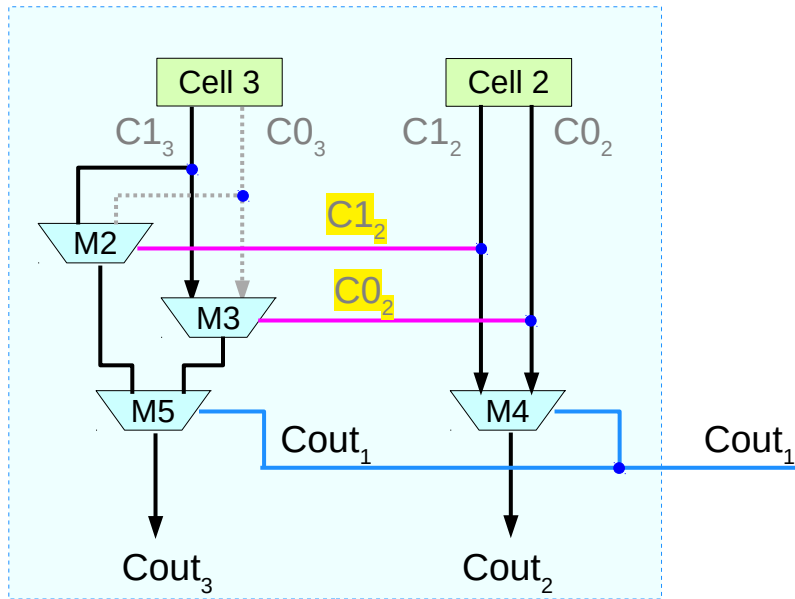 Cell 3
Cell 2
C1₃
C0₃
C1₂
C0₂
C1₂
M2
C0₂
M3
M5
M4
Cout₁
Cout₁
Cout₃
Cout₂